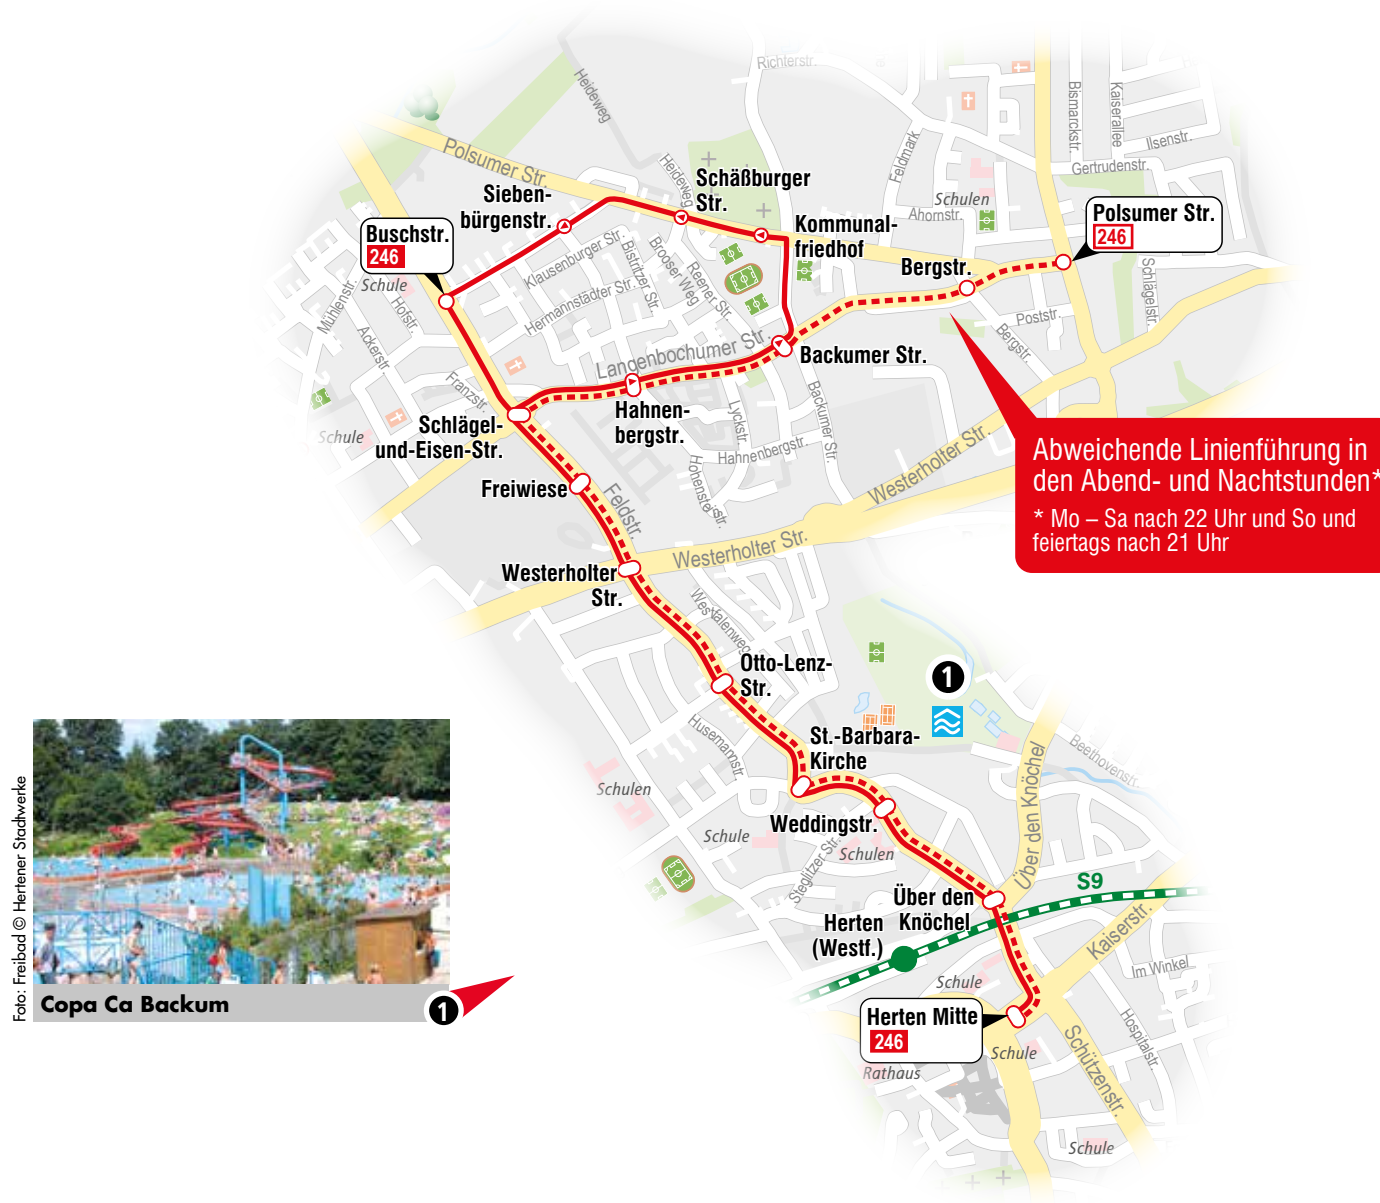 Richterstr.
Heideweg
Bismarckstr.
Kaiserallee
Ilsenstr.
Feldmark
Gertrudenstr.
Polsumer Str.
Heideweg
Schäßburger
Str.
Schulen
Ahornstr.
Sieben-
bürgenstr.
Kommunal-
friedhof
Polsumer Str.
246
Buschstr.
246
Schule
Klausenburger Str.
Bistritzer Str.
Brooser Weg
Reener Str.
Bergstr.
Schlägelstr.
Mühlenstr.
Hofstr.
Hermannstädter Str.
Poststr.
Bergstr.
Ackerstr.
Langenbochumer Str.
Backumer Str.
Franzstr.
Hahnen-
bergstr.
Lyckstr.
Backumer Str.
Schlägel-
und-Eisen-Str.
Schule
Hahnenbergstr.
Westerholter Str.
Abweichende Linienführung in
den Abend- und Nachtstunden*
* Mo – Sa nach 22 Uhr und So und
feiertags nach 21 Uhr
Freiwiese
Feldstr.
Westerholter Str.
Westerholter
Str.
Westfalenweg
Otto-Lenz-
Str.
1
Husemannstr.
St.-Barbara-
Kirche
Über den Knöchel
Beethovenstr.
Schulen
Weddingstr.
Schule
Schulen
Steglitzer Str.
Über den
Knöchel
S9
Herten
(Westf.)
Kaiserstr.
Im Winkel
Schule
Herten Mitte
246
Schule
Rathaus
Schützenstr.
Hospitalstr.
Schule
Foto: Freibad © Hertener Stadtwerke
Copa Ca Backum
1